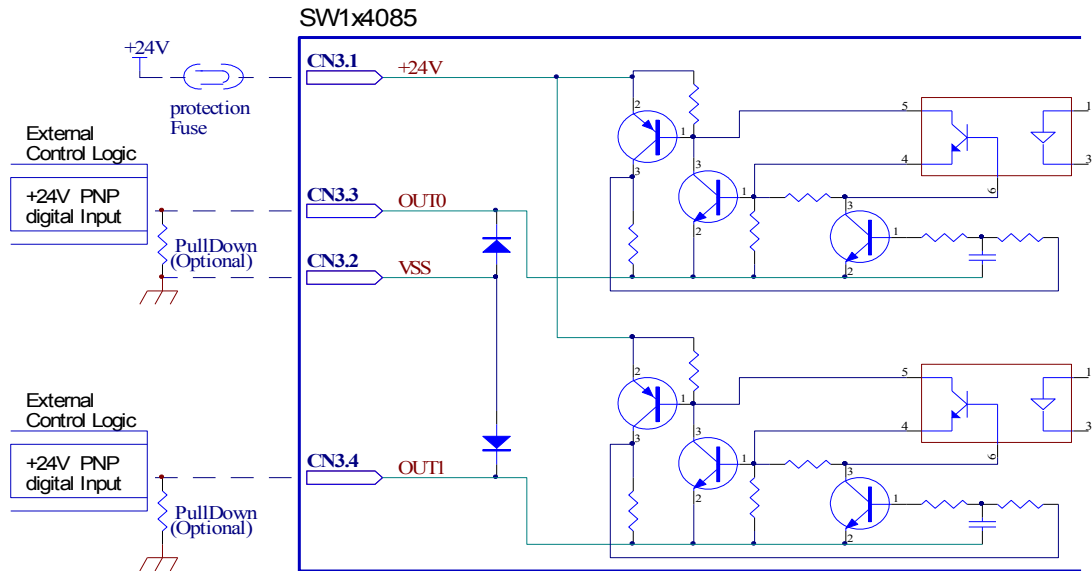 SW1x4085
+24V
CN3.1
+24V
protection
Fuse
External
Control Logic
+24V PNP
digital Input
CN3.3
OUT0
PullDown
(Optional)
CN3.2
VSS
2
1
3
3
1
2
3
1
2
5
4
6
1
3
External
Control Logic
+24V PNP
digital Input
CN3.4
OUT1
PullDown
(Optional)
2
1
3
3
1
2
3
1
2
5
4
6
1
3